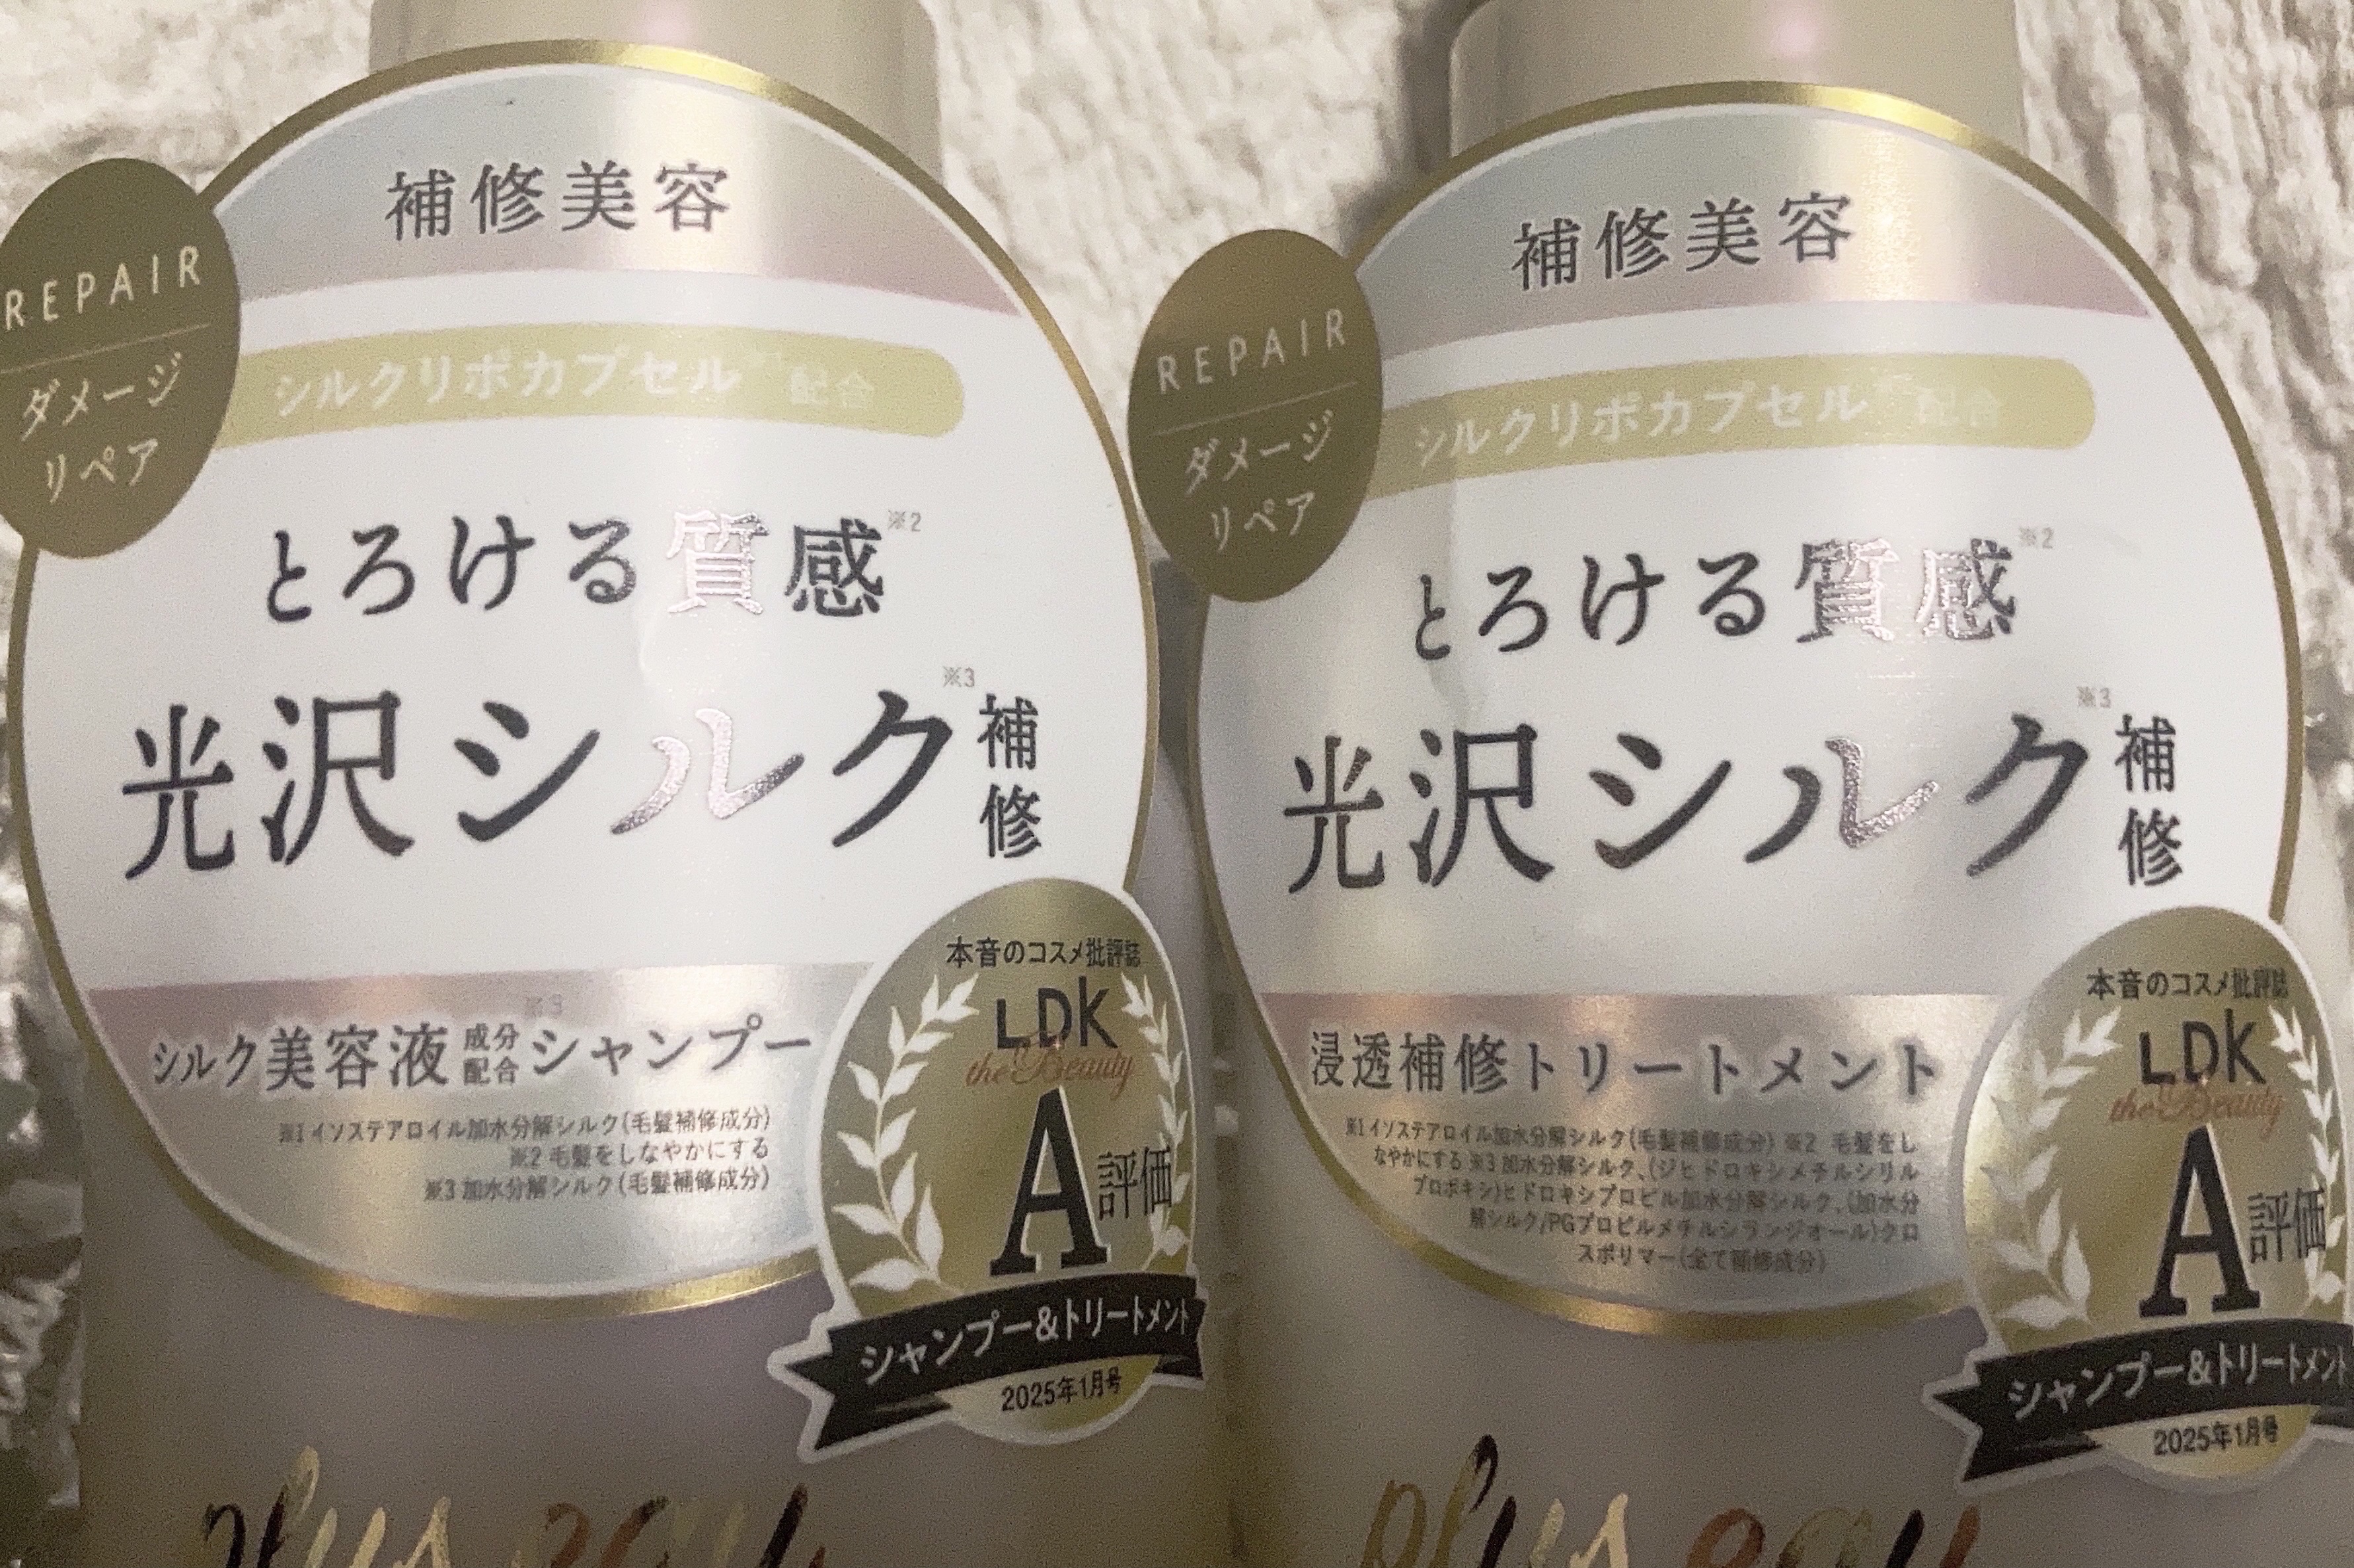 補修美容
REPAIR
ダメージ
リペア
シルクリポカプセル※1配合
とろける質感※2
光沢シルク※3補修
シルク美容液成分配合※3シャンプー
※1 イソステアロイル加水分解シルク(毛髪補修成分)
※2 毛髪をしなやかにする
※3 加水分解シルク(毛髪補修成分)
本音のコスメ批評誌
LDK
the Beauty
A評価
シャンプー&トリートメント
2025年1月号
plus eau
補修美容
REPAIR
ダメージ
リペア
シルクリポカプセル 配合
とろける質感※2
光沢シルク※3補修
浸透補修トリートメント
※1 イソステアロイル加水分解シルク(毛髪補修成分) ※2 毛髪をし
なやかにする ※3 加水分解シルク、(ジヒドロキシメチルシリル
プロポキシ)ヒドロキシプロピル加水分解シルク、(加水分
解シルク/PGプロピルメチルシランジオール)クロ
スポリマー(全て補修成分)
本音のコスメ批評誌
LDK
the Beauty
A評価
シャンプー&トリートメント
2025年1月号
plus eau